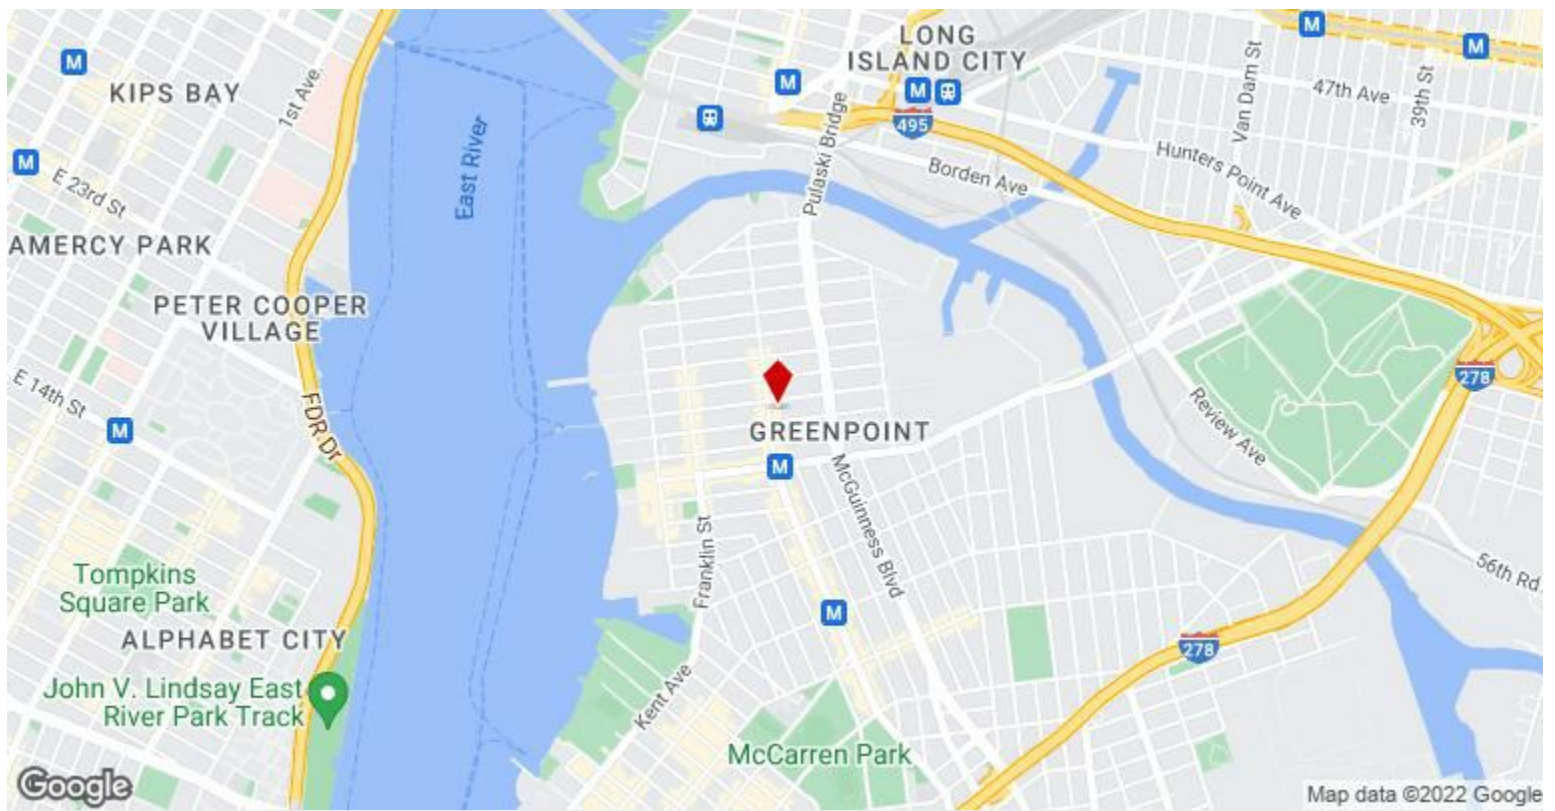 LONG
ISLAND CITY
M
M
M
KIPS BAY
1st Ave.
M
M
47th Ave
39th St
Van Dam St
495
Pulaski Bridge
East River
M
E 23rd St
Borden Ave
Hunters Point Ave
AMERCY PARK
PETER COOPER
VILLAGE
E 14th St
FDR Dr
278
M
GREENPOINT
Review Ave
M
McGuinness Blvd
Franklin St
56th Rd
Tompkins
Square Park
M
ALPHABET CITY
278
John V. Lindsay East
River Park Track
Kent Ave
McCarren Park
Google
Map data ©2022 Google